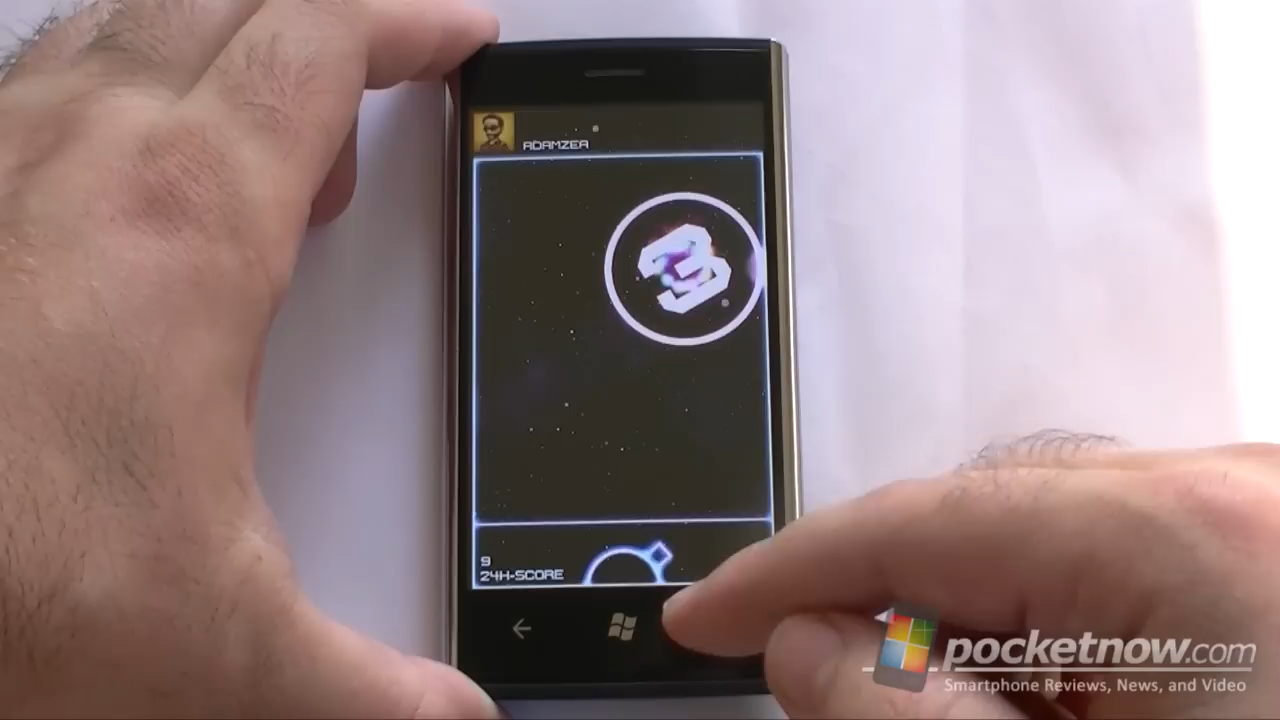 ADAMZEA
3
9
24H-SCORE
pocketnow.com
Smartphone Reviews, News, and Video